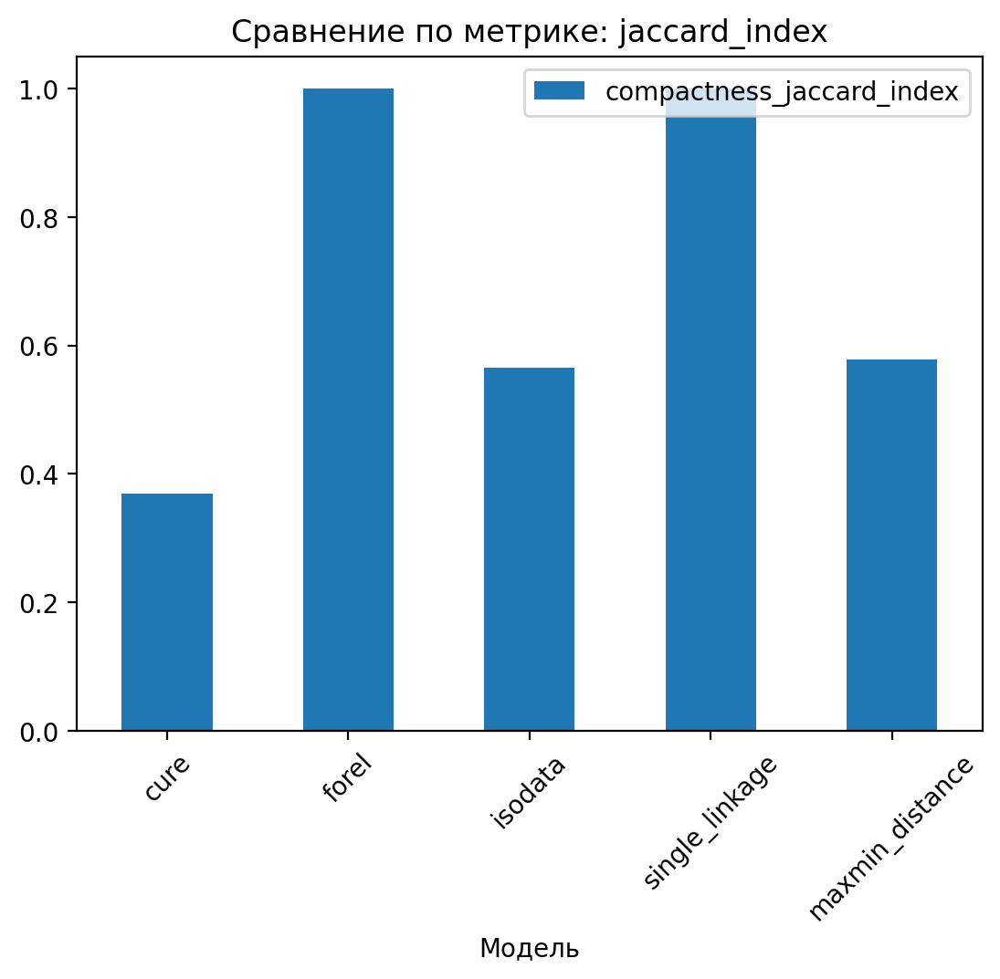 Сравнение по метрике: jaccard_index
compactness_jaccard_index
1.0
0.8
0.6
0.4
0.2
0.0
cure
forel
isodata
single_linkage
maxmin_distance
Модель